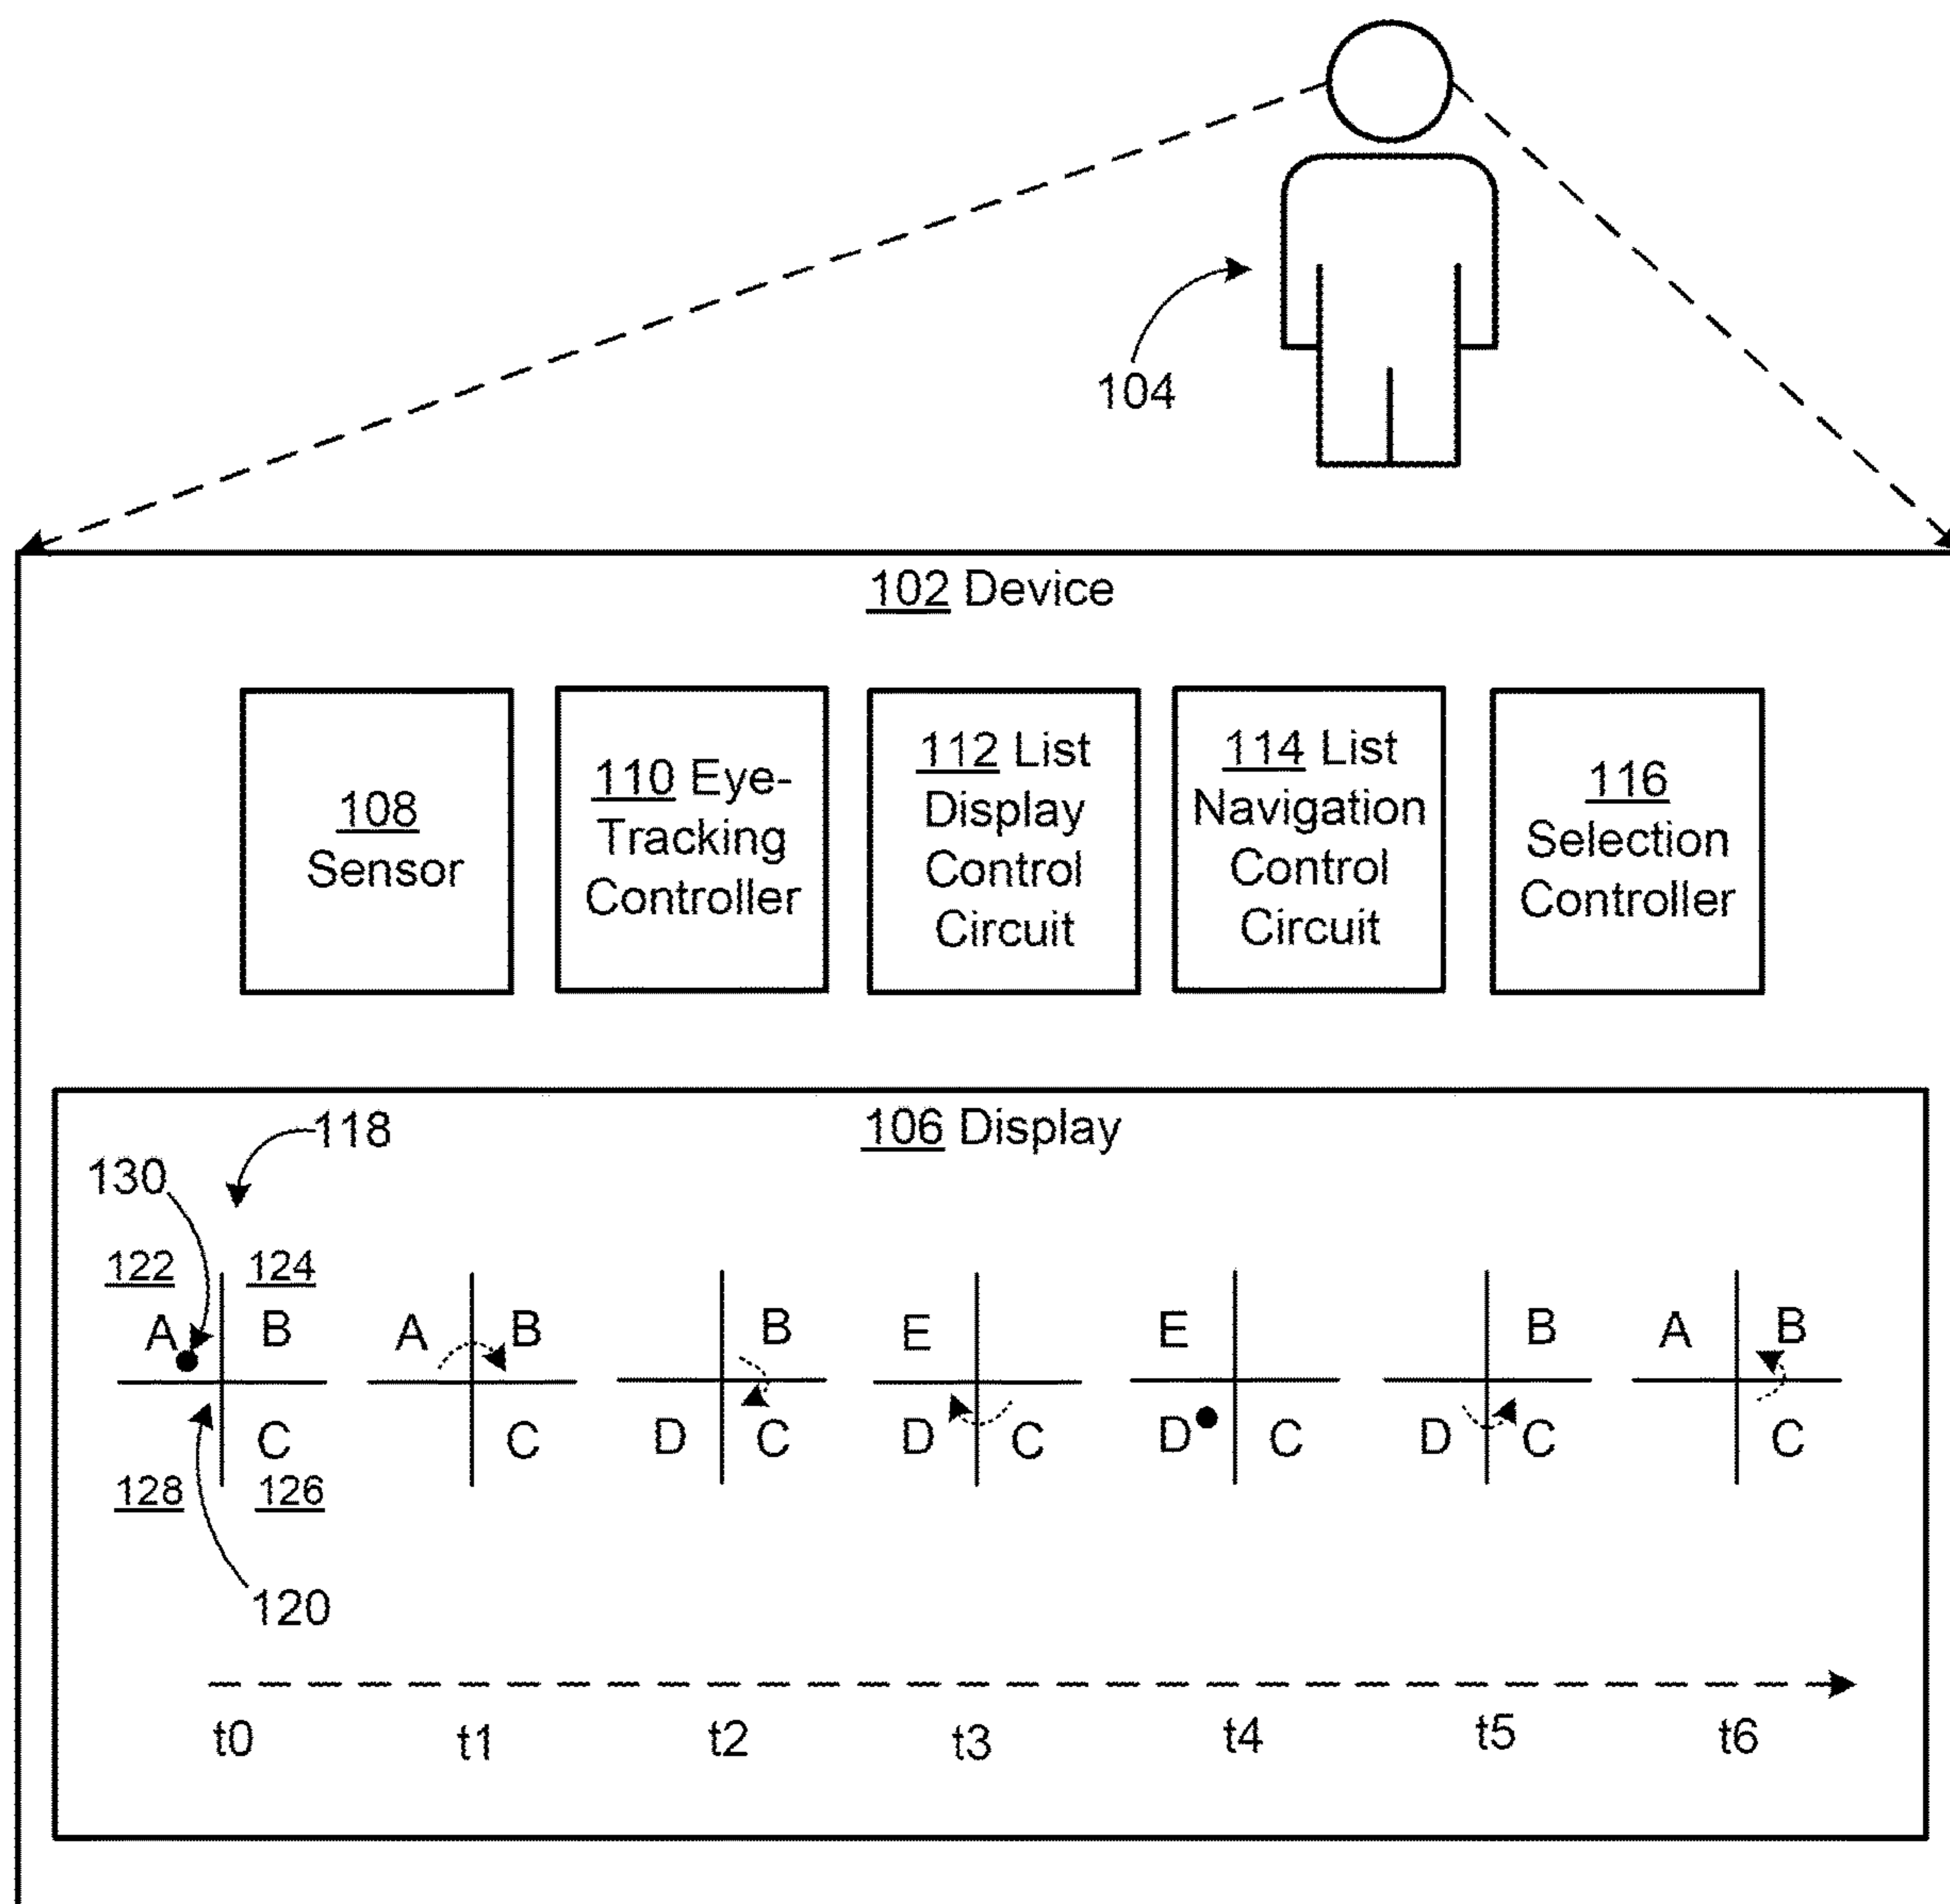 104
102 Device
108
Sensor
110 Eye-
Tracking
Controller
112 List
Display
Control
Circuit
114 List
Navigation
Control
Circuit
116
Selection
Controller
106 Display
118
130
122 124
A B
C
128 126
120
A B
C
B
D C
E
D C
E
D C
B
D C
A B
C
t0 t1 t2 t3 t4 t5 t6